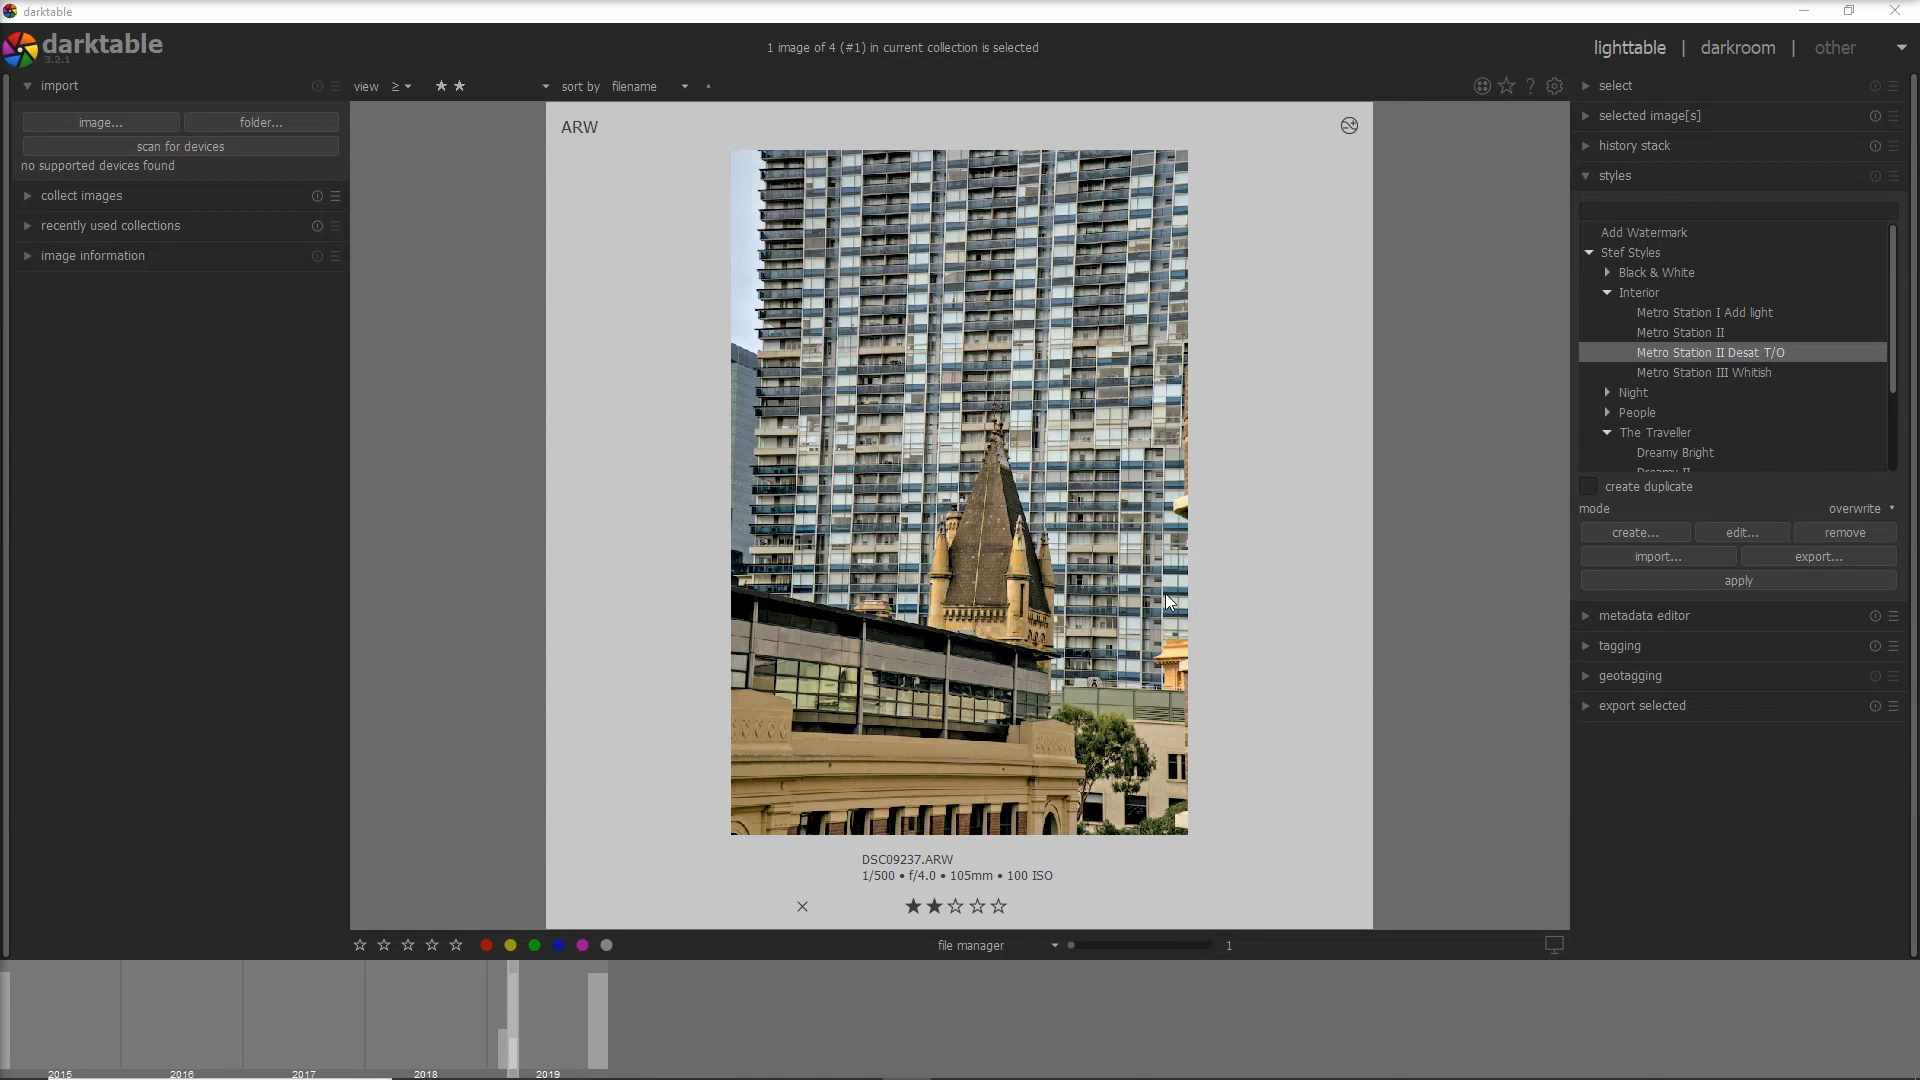 darktable
darktable
3.2.1
1 image of 4 (#1) in current collection is selected
lighttable | darkroom | other
import
image...
folder...
scan for devices
no supported devices found
collect images
recently used collections
image information
view ≥ ★ ★ sort by filename
ARW
DSC09237.ARW
1/500 • f/4.0 • 105mm • 100 ISO
select
selected image[s]
history stack
styles
Add Watermark
Stef Styles
Black & White
Interior
Metro Station I Add light
Metro Station II
Metro Station II Desat T/O
Metro Station III Whitish
Night
People
The Traveller
Dreamy Bright
Dreamy II
create duplicate
mode overwrite
create... edit... remove
import... export...
apply
metadata editor
tagging
geotagging
export selected
file manager 1
2015 2016 2017 2018 2019